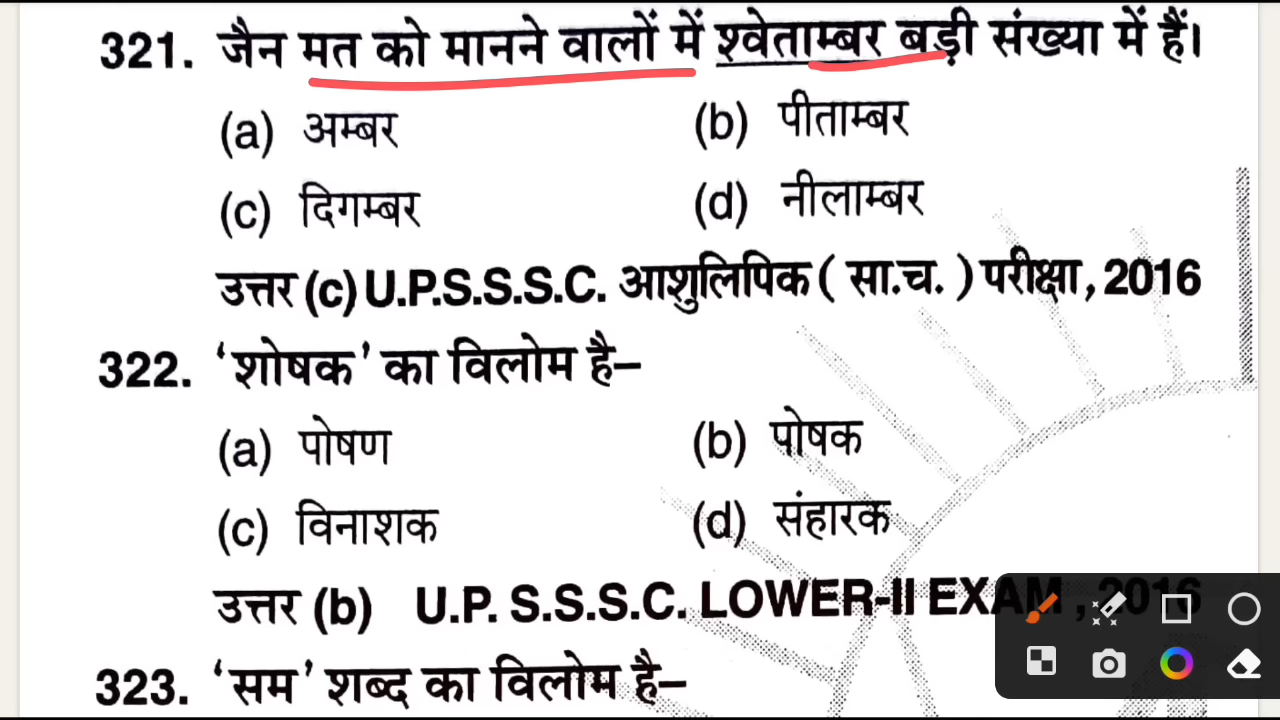 321. जैन मत को मानने वालों में श्वेताम्बर बड़ी संख्या में हैं।
(a) अम्बर (b) पीताम्बर
(c) दिगम्बर (d) नीलाम्बर
उत्तर (c) U.P.S.S.S.C. आशुलिपिक ( सा.च. ) परीक्षा, 2016
322. ‘शोषक’ का विलोम है–
(a) पोषण (b) पोषक
(c) विनाशक (d) संहारक
उत्तर (b) U.P. S.S.S.C. LOWER-II EXAM , 2016
323. ‘सम’ शब्द का विलोम है–